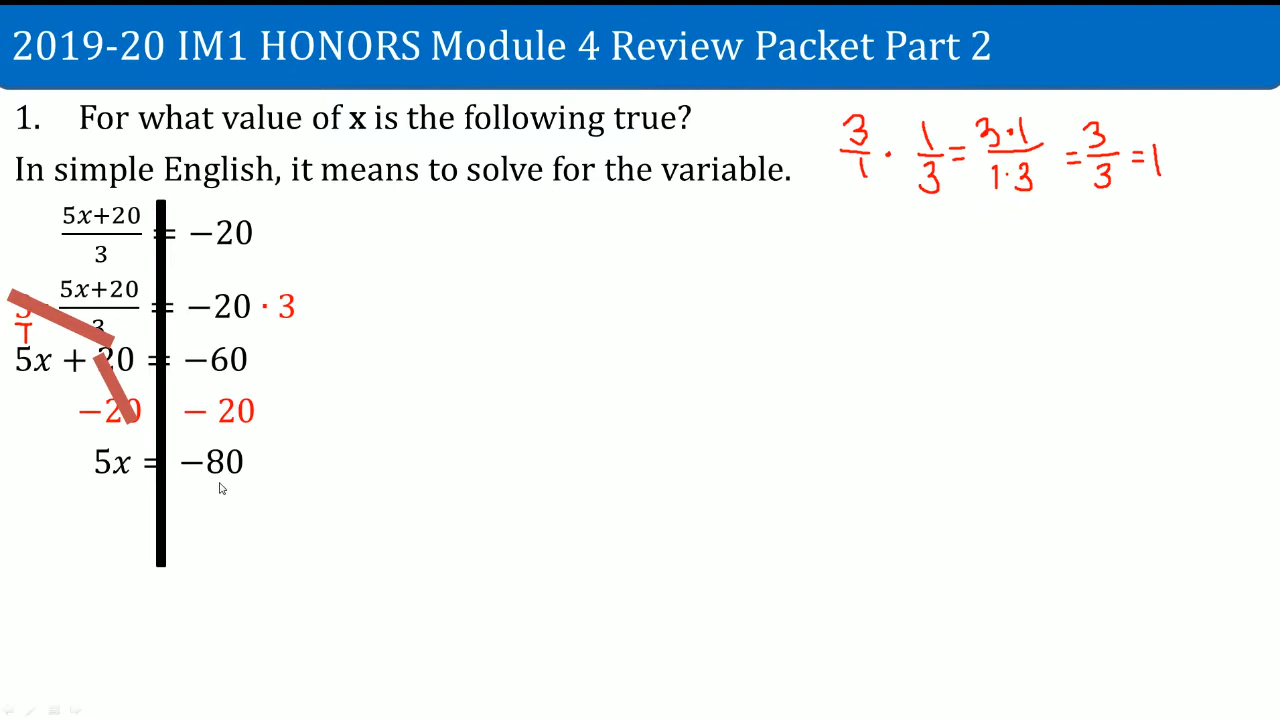 2019-20 IM1 HONORS Module 4 Review Packet Part 2
1. For what value of x is the following true?
In simple English, it means to solve for the variable.
3/1 · 1/3 = 3·1/1·3 = 3/3 = 1
5x+20/3 = −20
3/1 · 5x+20/3 = −20 · 3
5x + 20 = −60
−20 − 20
5x = −80